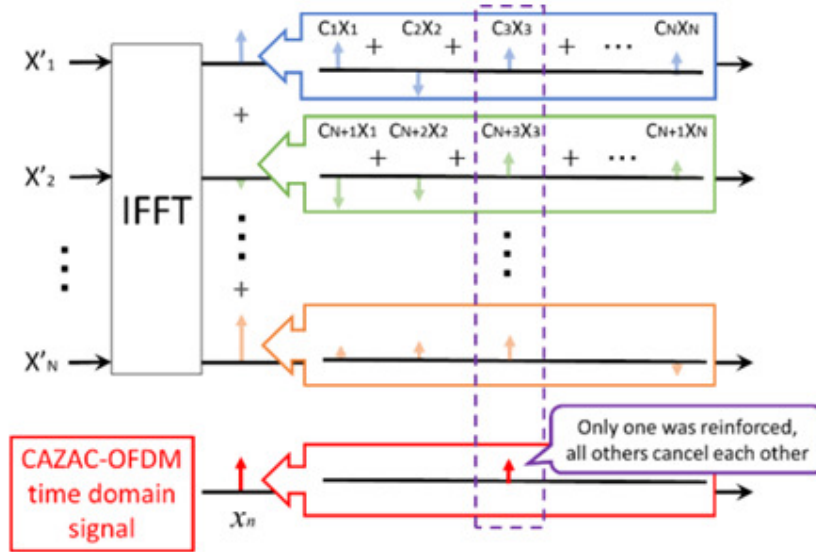 C1X1 + C2X2 + C3X3 + ... CNXN
X'1
+
CN+1X1 + CN+2X2 + CN+3X3 + ... CN+1XN
X'2
IFFT
+
X'N
Only one was reinforced,
all others cancel each other
CAZAC-OFDM
time domain
signal
xn